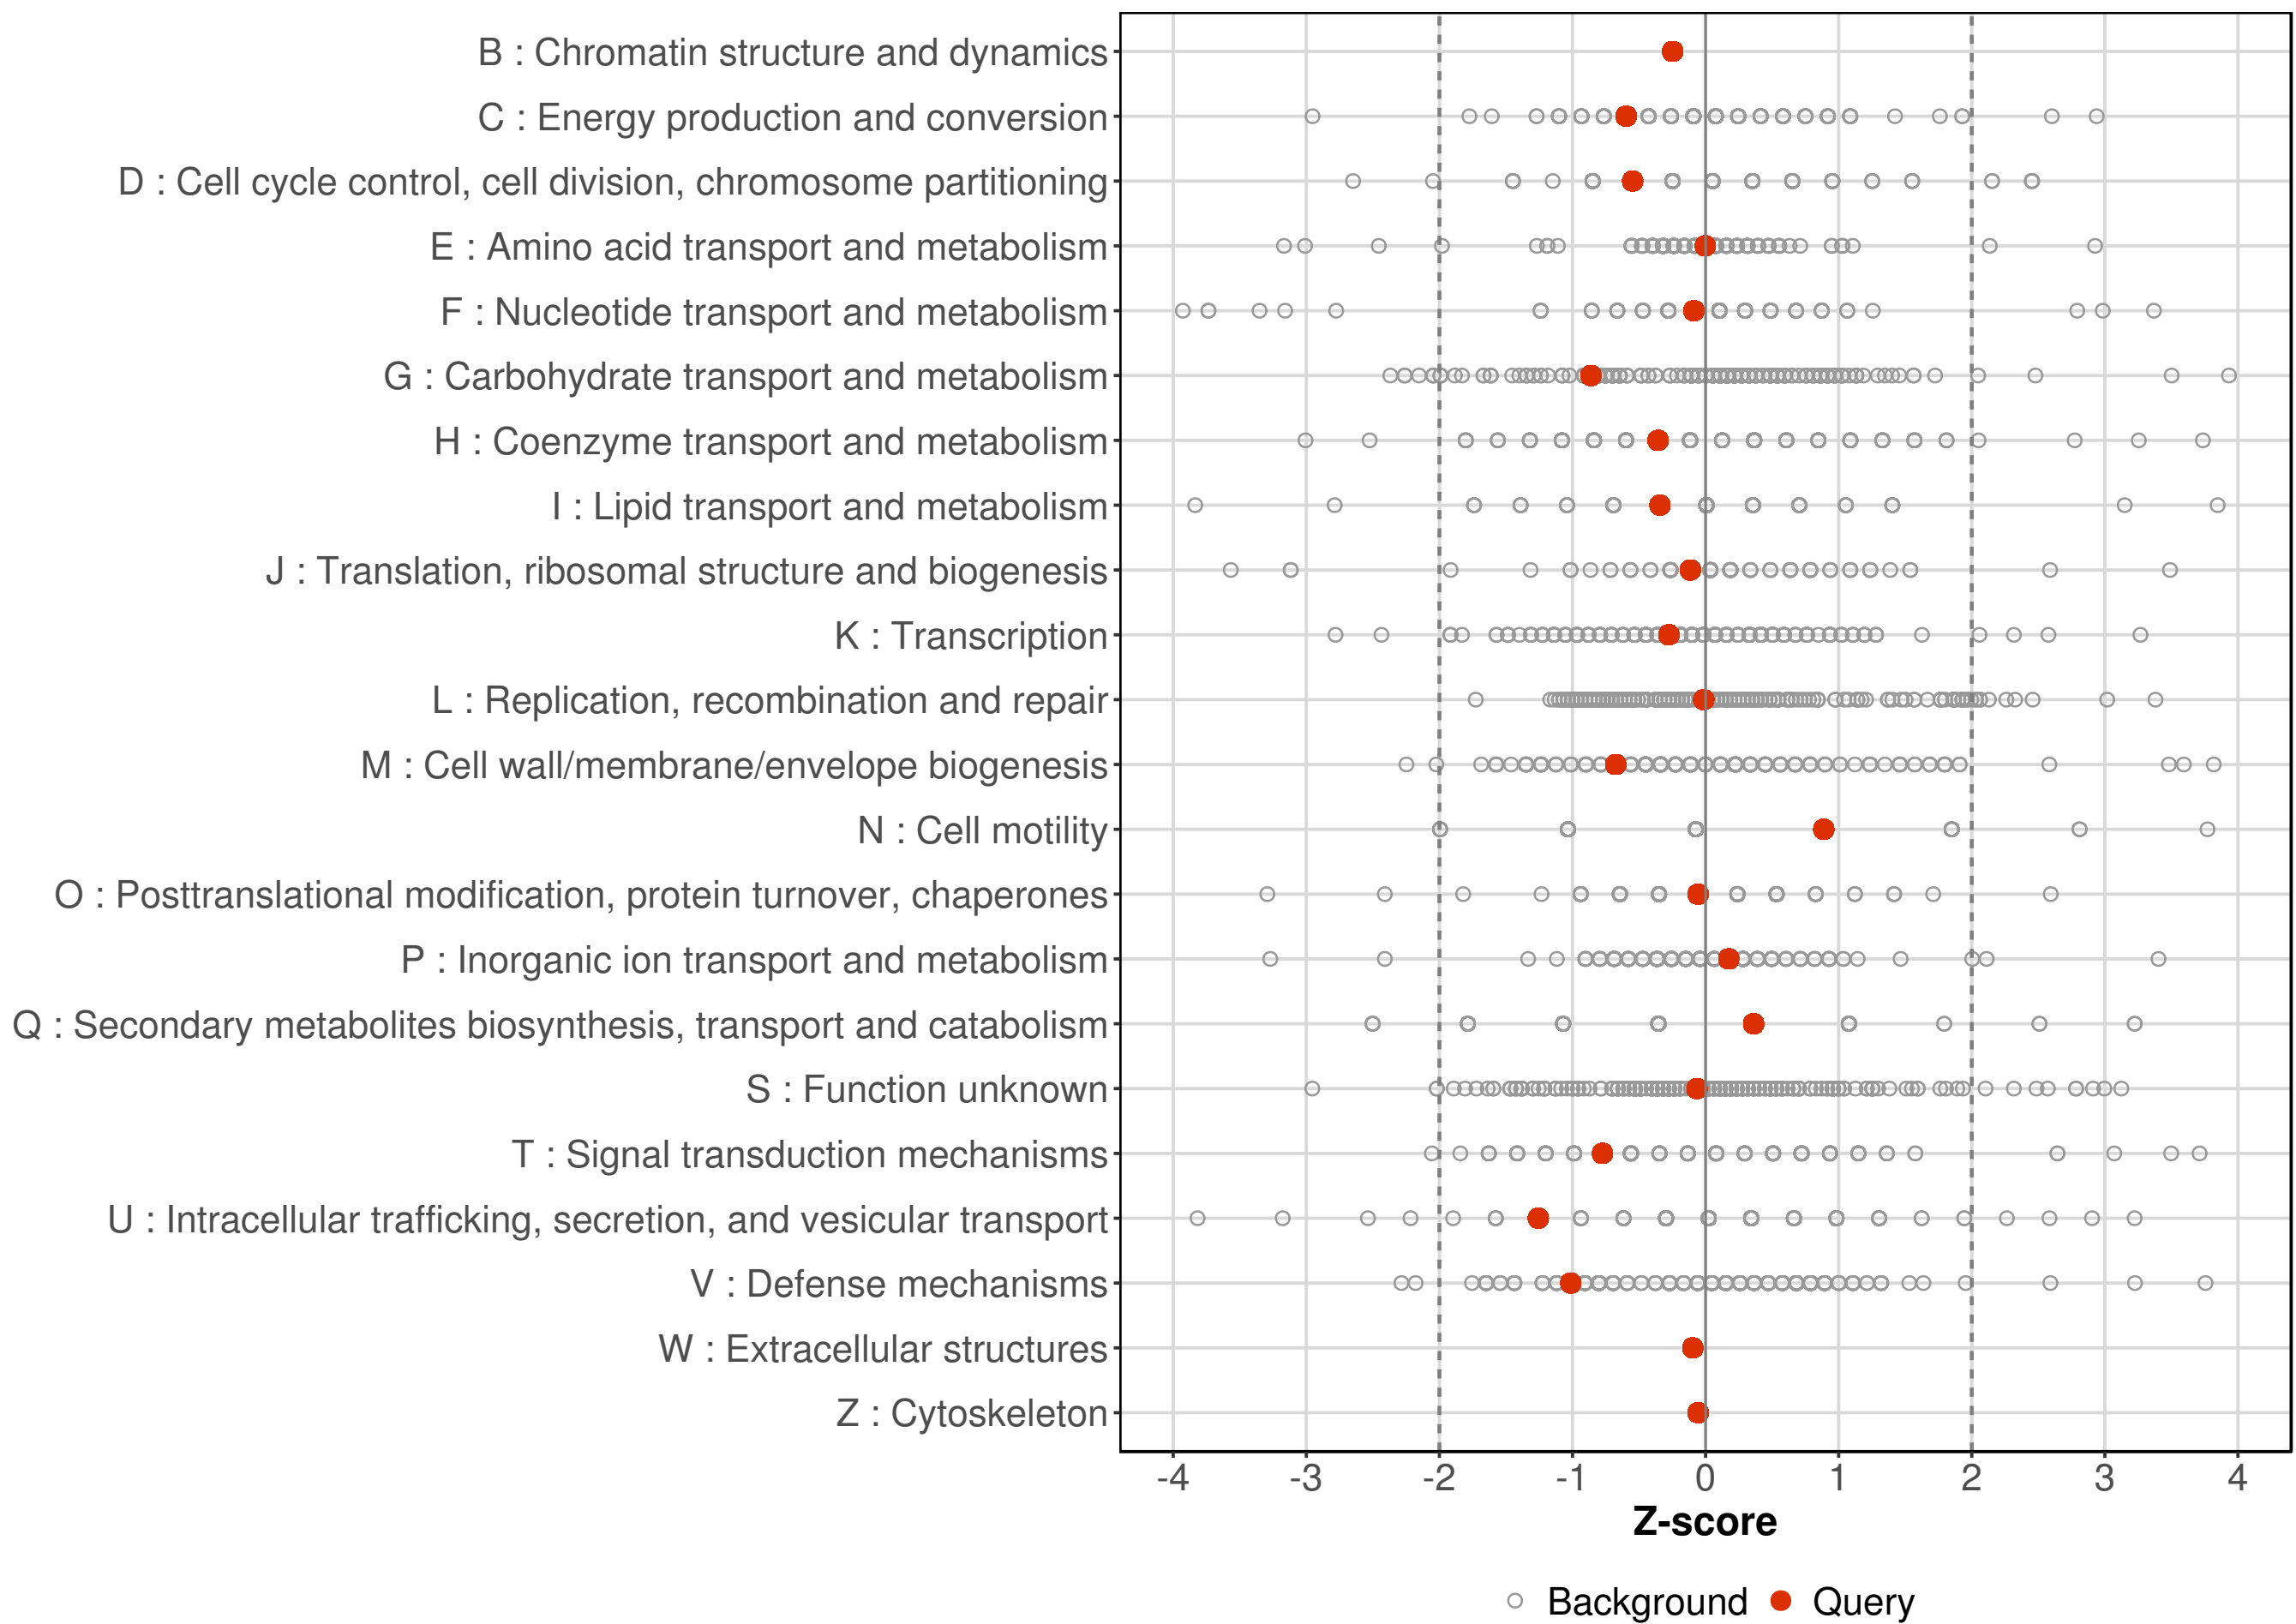 B : Chromatin structure and dynamics
C : Energy production and conversion
D : Cell cycle control, cell division, chromosome partitioning
E : Amino acid transport and metabolism
F : Nucleotide transport and metabolism
G : Carbohydrate transport and metabolism
H : Coenzyme transport and metabolism
I : Lipid transport and metabolism
J : Translation, ribosomal structure and biogenesis
K : Transcription
L : Replication, recombination and repair
M : Cell wall/membrane/envelope biogenesis
N : Cell motility
O : Posttranslational modification, protein turnover, chaperones
P : Inorganic ion transport and metabolism
Q : Secondary metabolites biosynthesis, transport and catabolism
S : Function unknown
T : Signal transduction mechanisms
U : Intracellular trafficking, secretion, and vesicular transport
V : Defense mechanisms
W : Extracellular structures
Z : Cytoskeleton
-4 -3 -2 -1 0 1 2 3 4
Z-score
Background Query